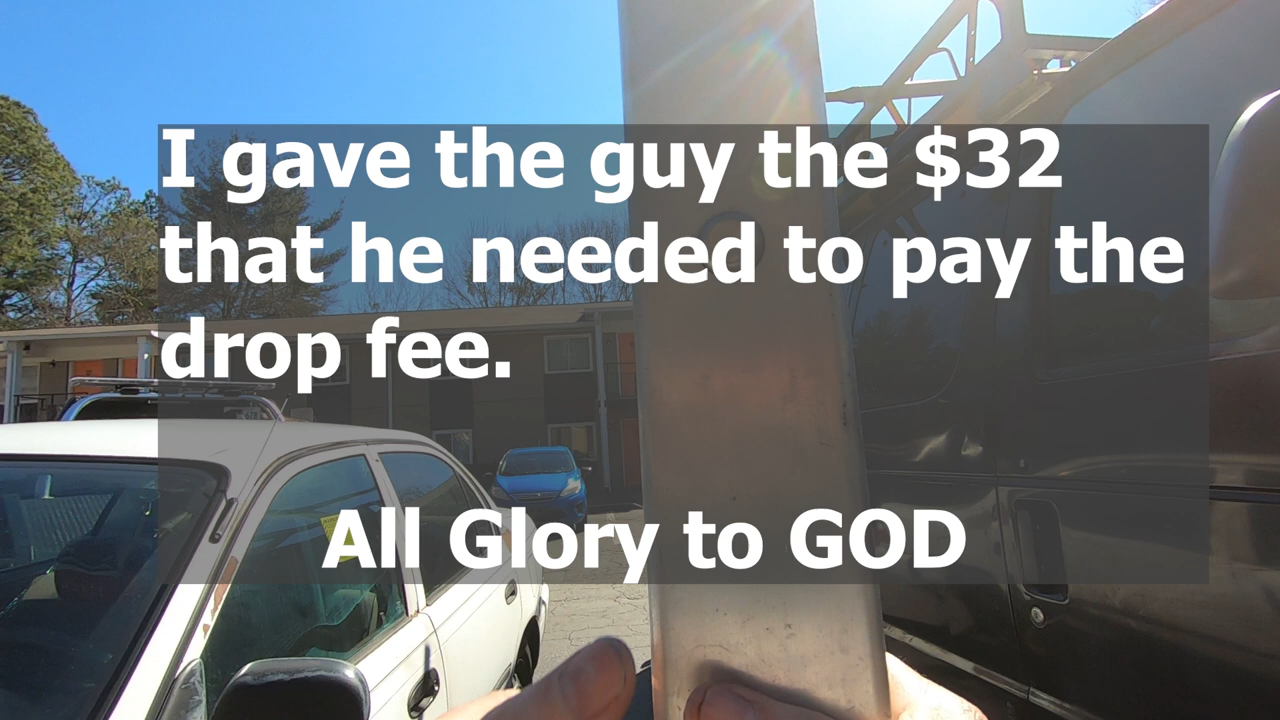 I gave the guy the $32
that he needed to pay the
drop fee.
All Glory to GOD